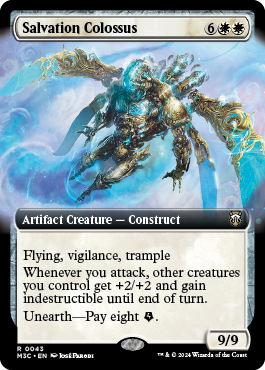 Salvation Colossus 6
Artifact Creature — Construct
Flying, vigilance, trample
Whenever you attack, other creatures
you control get +2/+2 and gain
indestructible until end of turn.
Unearth—Pay eight
9/9
R 0043
M3C • EN José Parodi
™ & © 2024 Wizards of the Coast